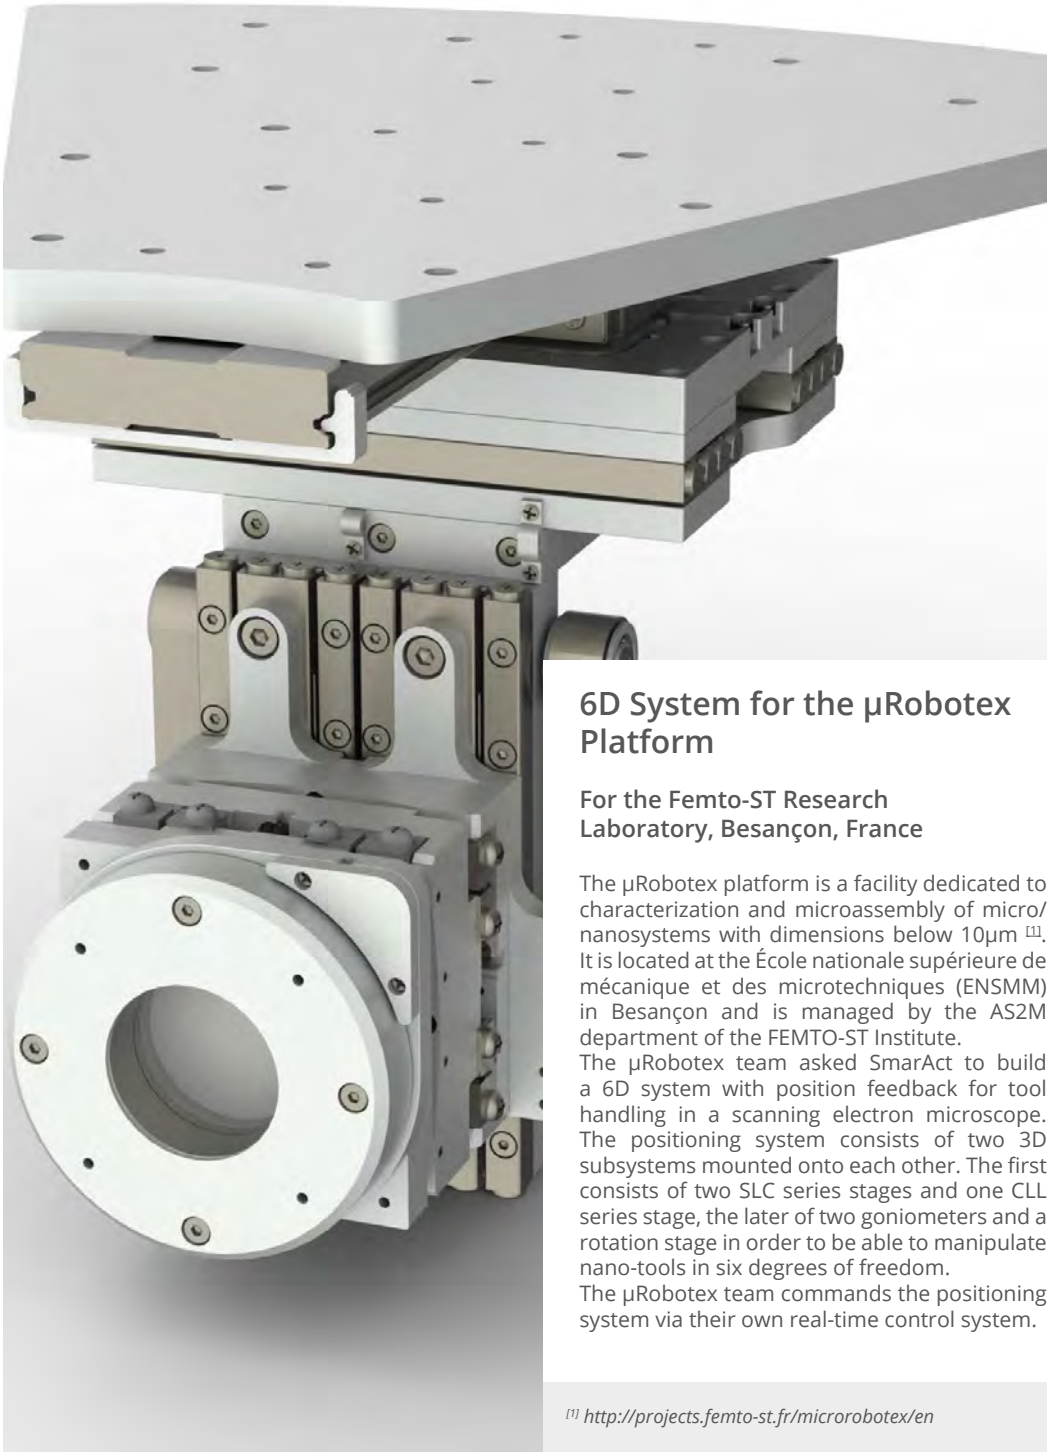 6D System for the µRobotex
Platform
For the Femto-ST Research
Laboratory, Besançon, France
The µRobotex platform is a facility dedicated to
characterization and microassembly of micro/
nanosystems with dimensions below 10µm [1].
It is located at the École nationale supérieure de
mécanique et des microtechniques (ENSMM)
in Besançon and is managed by the AS2M
department of the FEMTO-ST Institute.
The µRobotex team asked SmarAct to build
a 6D system with position feedback for tool
handling in a scanning electron microscope.
The positioning system consists of two 3D
subsystems mounted onto each other. The first
consists of two SLC series stages and one CLL
series stage, the later of two goniometers and a
rotation stage in order to be able to manipulate
nano-tools in six degrees of freedom.
The µRobotex team commands the positioning
system via their own real-time control system.
[1] http://projects.femto-st.fr/microrobotex/en